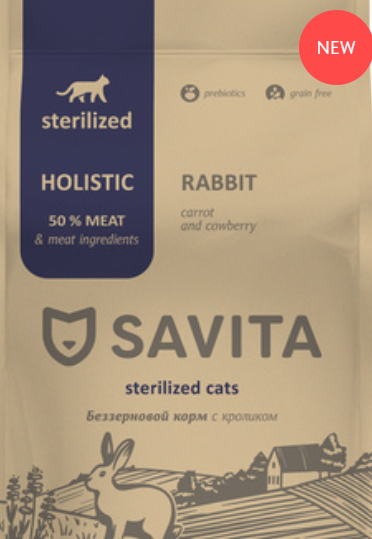 NEW
prebiotics
grain free
sterilized
HOLISTIC
50 % MEAT
& meat ingredients
RABBIT
carrot
and cowberry
SAVITA
sterilized cats
Беззерновой корм с кроликом